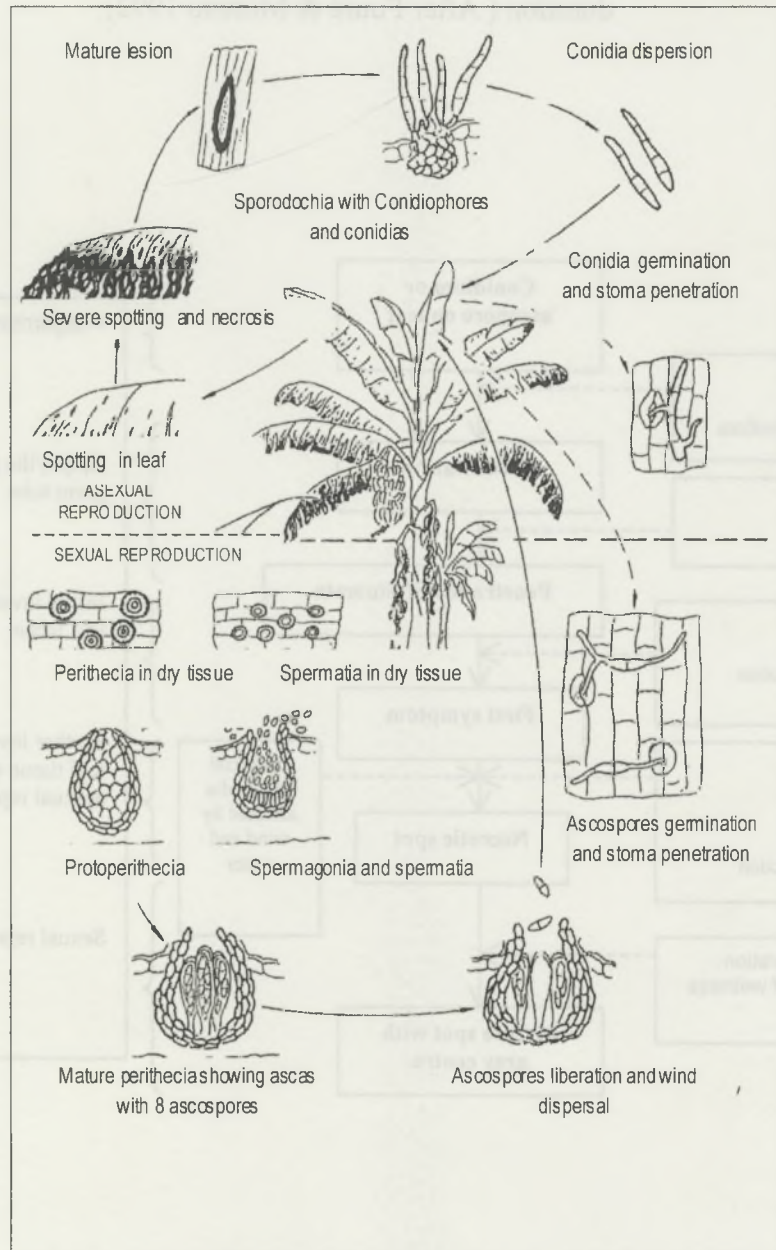 Mature lesion
Conidia dispersion
Sporodochia with Conidiophores
and conidias
Conidia germination
and stoma penetration
Severe spotting and necrosis
Spotting in leaf
ASEXUAL
REPRODUCTION
SEXUAL REPRODUCTION
Perithecia in dry tissue
Spermatia in dry tissue
Protoperithecia
Spermagonia and spermatia
Ascospores germination
and stoma penetration
Mature perithecia showing ascas
with 8 ascospores
Ascospores liberation and wind
dispersal